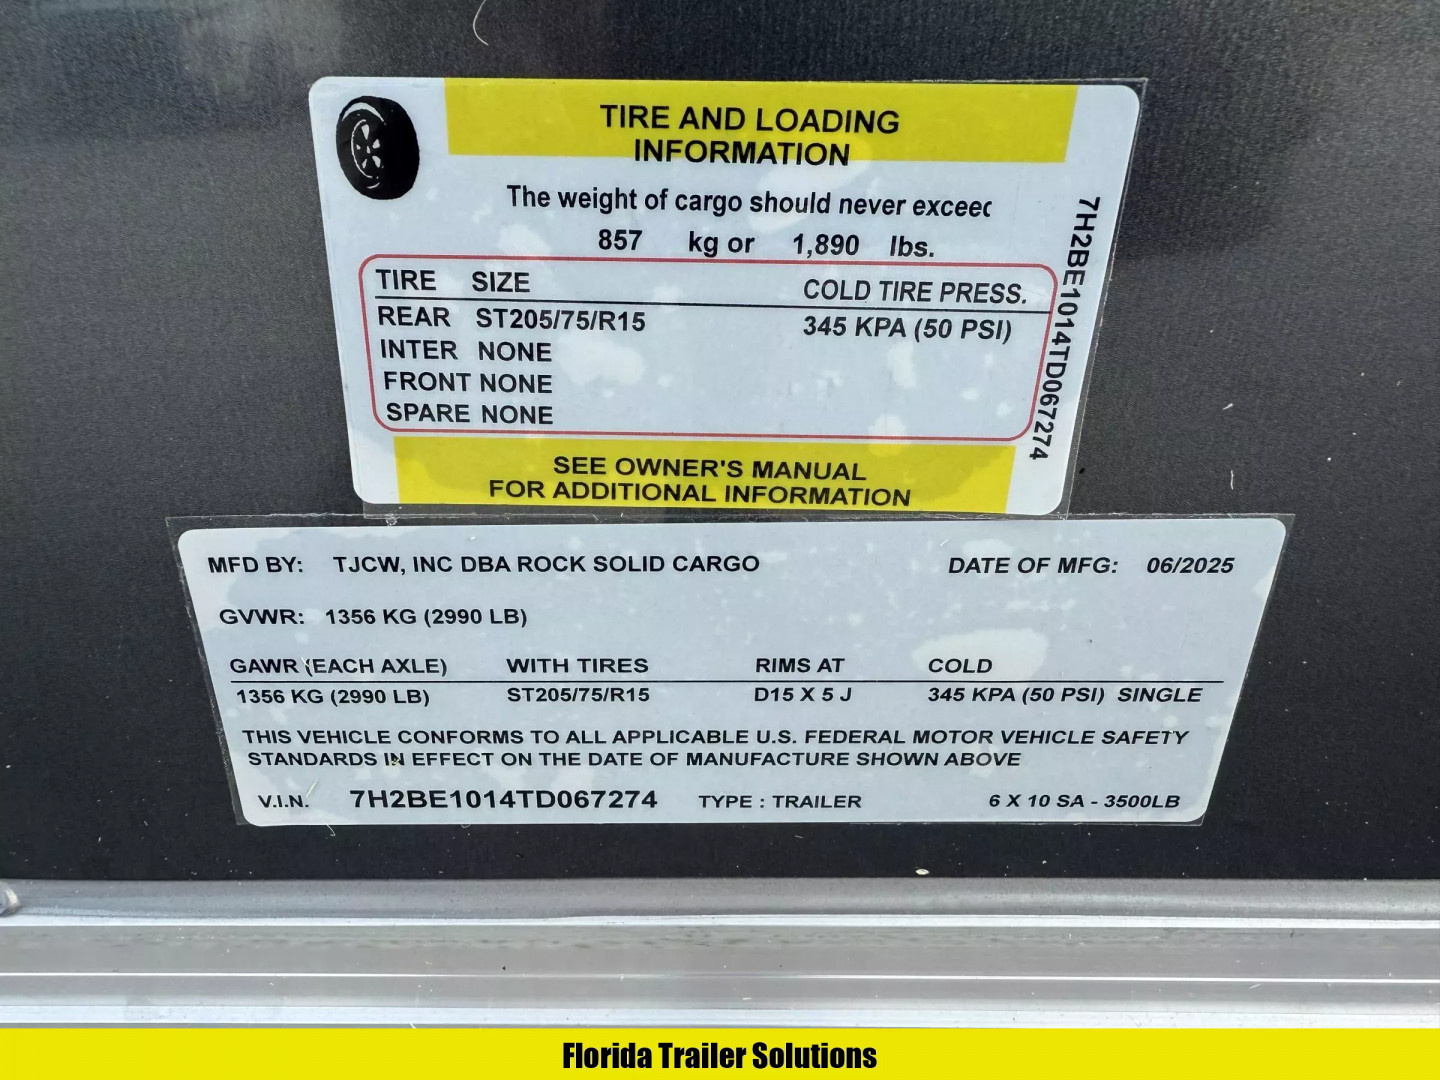 TIRE AND LOADING
INFORMATION
The weight of cargo should never exceed
857 kg or 1,890 lbs.
TIRE SIZE COLD TIRE PRESS.
REAR ST205/75/R15 345 KPA (50 PSI)
INTER NONE
FRONT NONE
SPARE NONE
SEE OWNER'S MANUAL
FOR ADDITIONAL INFORMATION
7H2BE1014TD067274
MFD BY: TJCW, INC DBA ROCK SOLID CARGO DATE OF MFG: 06/2025
GVWR: 1356 KG (2990 LB)
GAWR (EACH AXLE) WITH TIRES RIMS AT COLD
1356 KG (2990 LB) ST205/75/R15 D15 X 5 J 345 KPA (50 PSI) SINGLE
THIS VEHICLE CONFORMS TO ALL APPLICABLE U.S. FEDERAL MOTOR VEHICLE SAFETY
STANDARDS IN EFFECT ON THE DATE OF MANUFACTURE SHOWN ABOVE
V.I.N. 7H2BE1014TD067274 TYPE : TRAILER 6 X 10 SA - 3500LB
Florida Trailer Solutions